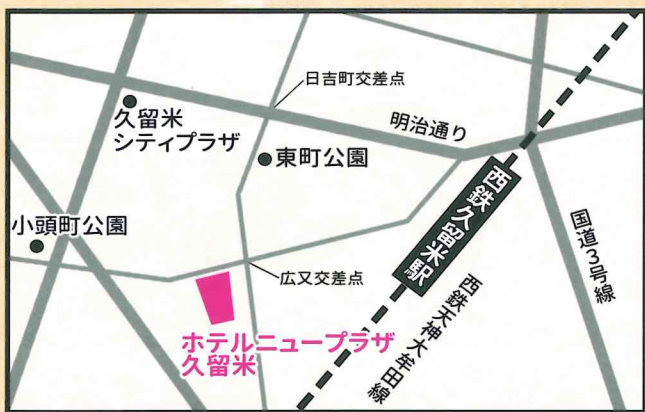 日吉町交差点
久留米
シティプラザ
明治通り
東町公園
西鉄久留米駅
小頭町公園
国道3号線
広又交差点
西鉄天神大牟田線
ホテルニュープラザ
久留米